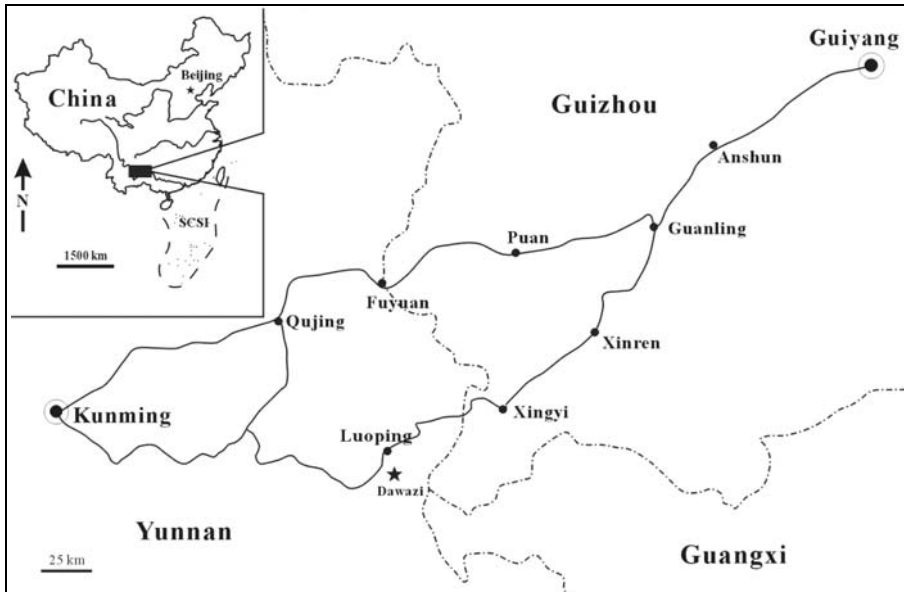 Guiyang
Beijing
China
Guizhou
Anshun
N
SCSI
Puan
Guanling
1500 km
Fuyuan
Qujing
Xinren
Kunming
Xingyi
Luoping
Dawazi
Yunnan
Guangxi
25 km